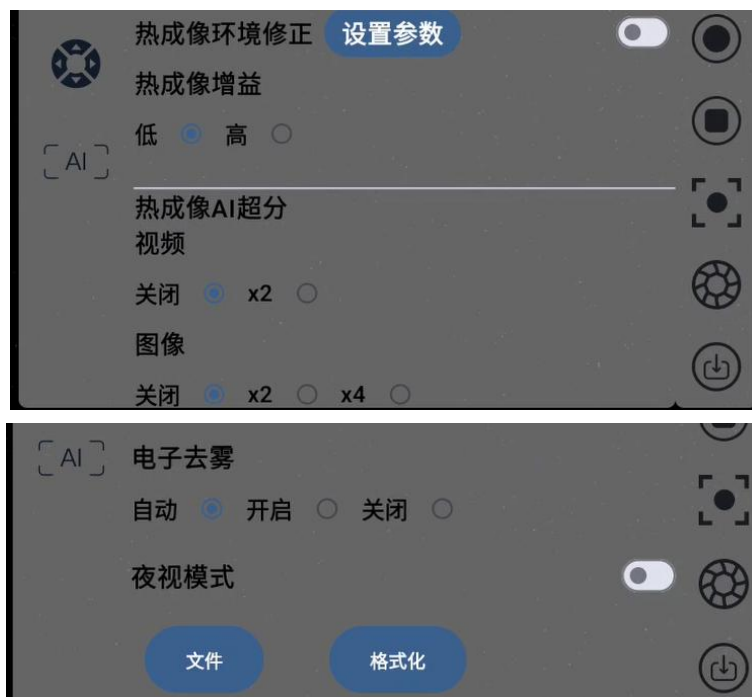 热成像环境修正 设置参数
热成像增益
低 高
AI
热成像AI超分
视频
关闭 x2
图像
关闭 x2 x4
AI 电子去雾
自动 开启 关闭
夜视模式
文件 格式化